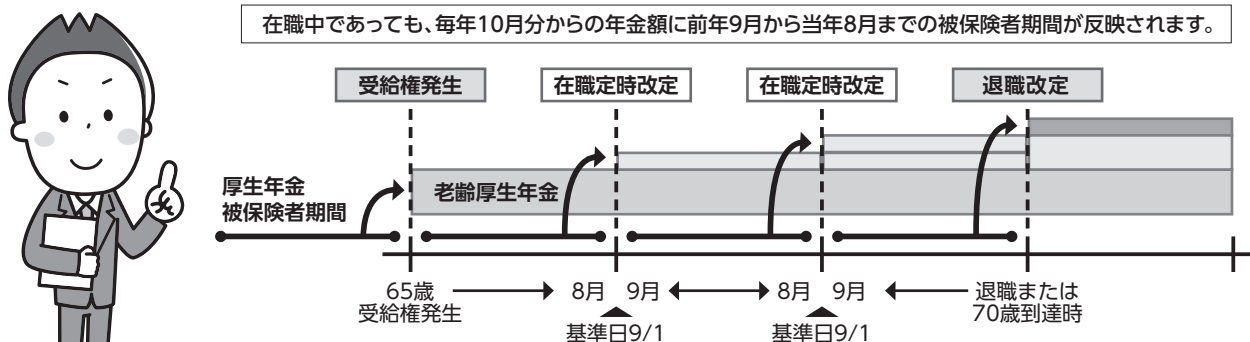 在職中であっても、毎年10月分からの年金額に前年9月から当年8月までの被保険者期間が反映されます。
受給権発生
在職定時改定
在職定時改定
退職改定
厚生年金
被保険者期間
老齢厚生年金
65歳
受給権発生
8月
9月
基準日9/1
8月
9月
基準日9/1
退職または
70歳到達時